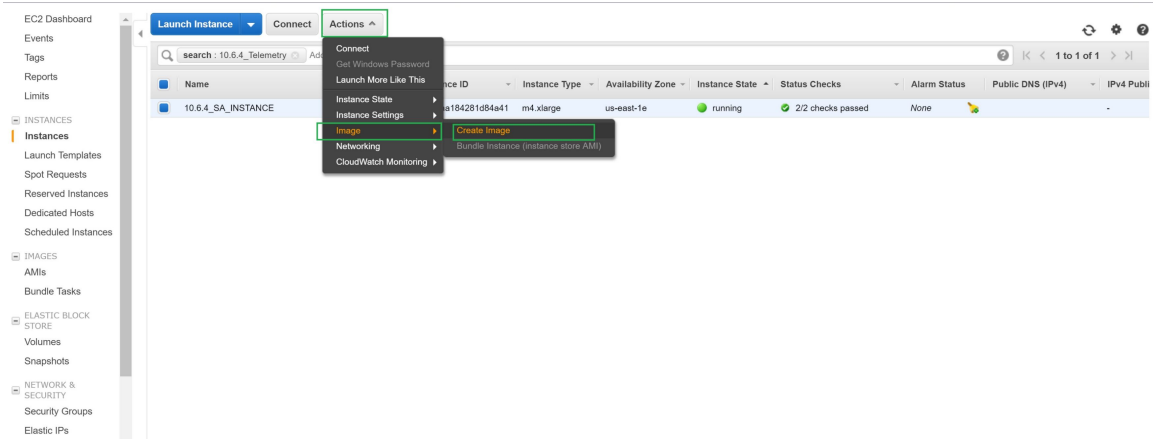 EC2 Dashboard
Events
Tags
Reports
Limits
INSTANCES
Instances
Launch Templates
Spot Requests
Reserved Instances
Dedicated Hosts
Scheduled Instances
IMAGES
AMIs
Bundle Tasks
ELASTIC BLOCK
STORE
Volumes
Snapshots
NETWORK &
SECURITY
Security Groups
Elastic IPs
Launch Instance Connect Actions
search : 10.6.4_Telemetry Add
1 to 1 of 1
Name nce ID Instance Type Availability Zone Instance State Status Checks Alarm Status Public DNS (IPv4) IPv4 Publi
10.6.4_SA_INSTANCE a184281d84a41 m4.xlarge us-east-1e running 2/2 checks passed None -
Connect
Get Windows Password
Launch More Like This
Instance State
Instance Settings
Image
Networking
CloudWatch Monitoring
Create Image
Bundle Instance (instance store AMI)